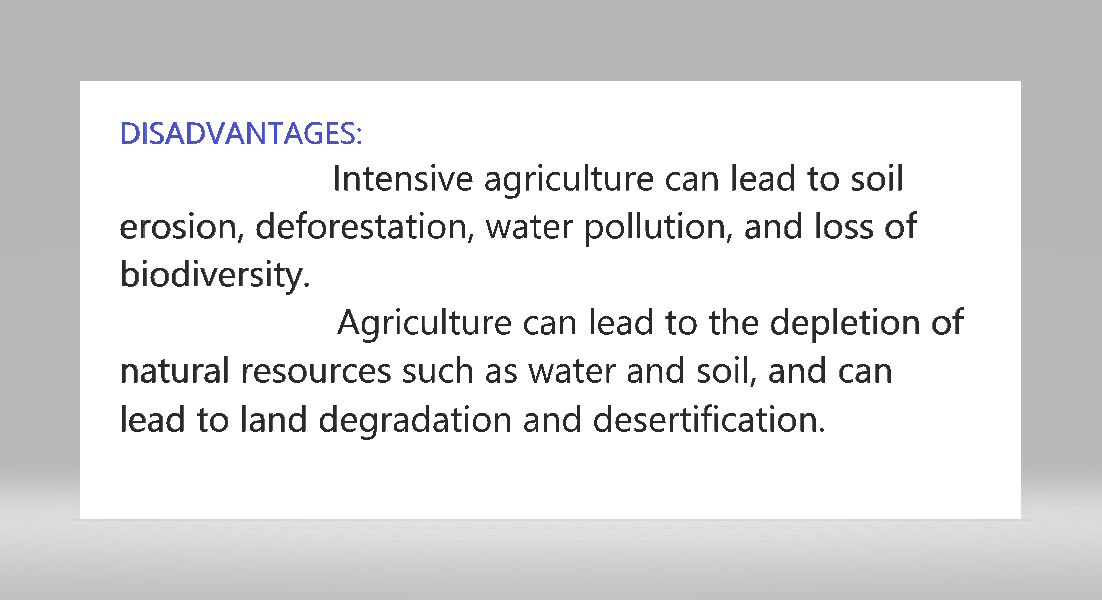 DISADVANTAGES:
Intensive agriculture can lead to soil
erosion, deforestation, water pollution, and loss of
biodiversity.
Agriculture can lead to the depletion of
natural resources such as water and soil, and can
lead to land degradation and desertification.